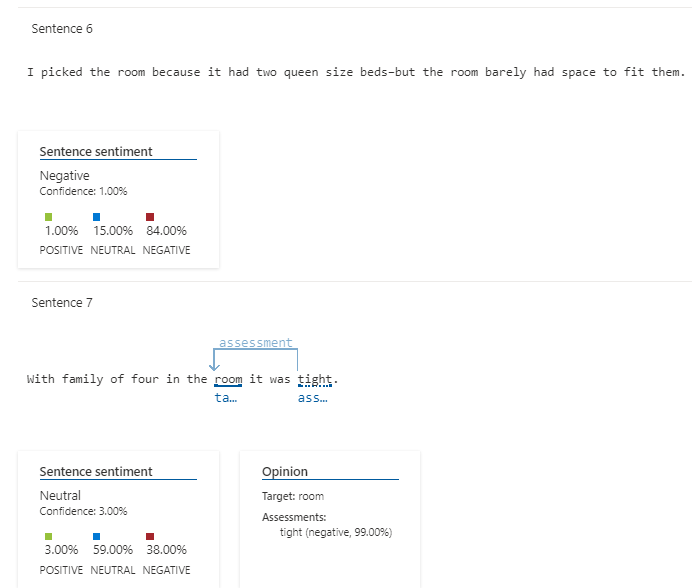 Sentence 6
I picked the room because it had two queen size beds-but the room barely had space to fit them.
Sentence sentiment
Negative
Confidence: 1.00%
1.00% 15.00% 84.00%
POSITIVE NEUTRAL NEGATIVE
Sentence 7
assessment
With family of four in the room it was tight.
ta... ass...
Sentence sentiment
Neutral
Confidence: 3.00%
3.00% 59.00% 38.00%
POSITIVE NEUTRAL NEGATIVE
Opinion
Target: room
Assessments:
tight (negative, 99.00%)